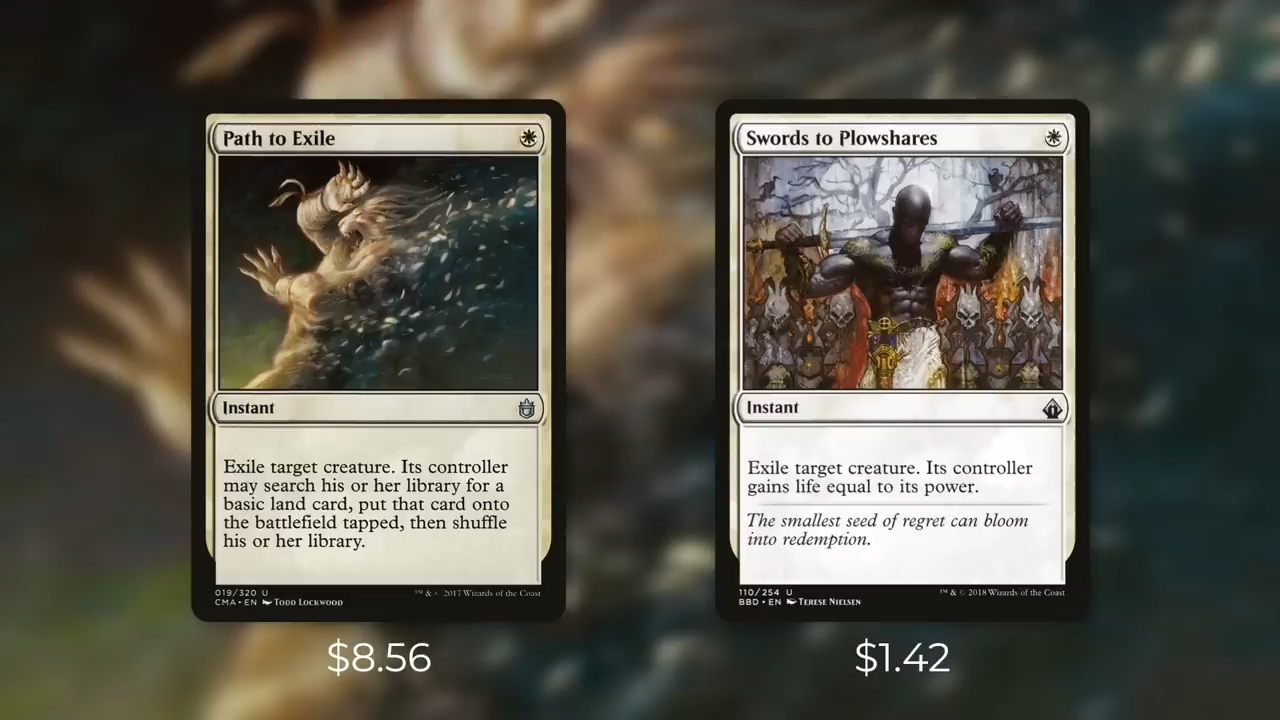 Path to Exile
Instant
Exile target creature. Its controller
may search his or her library for a
basic land card, put that card onto
the battlefield tapped, then shuffle
his or her library.
019/320 U
CMA • EN Todd Lockwood
™ & © 2017 Wizards of the Coast
$8.56
Swords to Plowshares
Instant
Exile target creature. Its controller
gains life equal to its power.
The smallest seed of regret can bloom
into redemption.
110/254 U
BBD • EN Terese Nielsen
™ & © 2018 Wizards of the Coast
$1.42